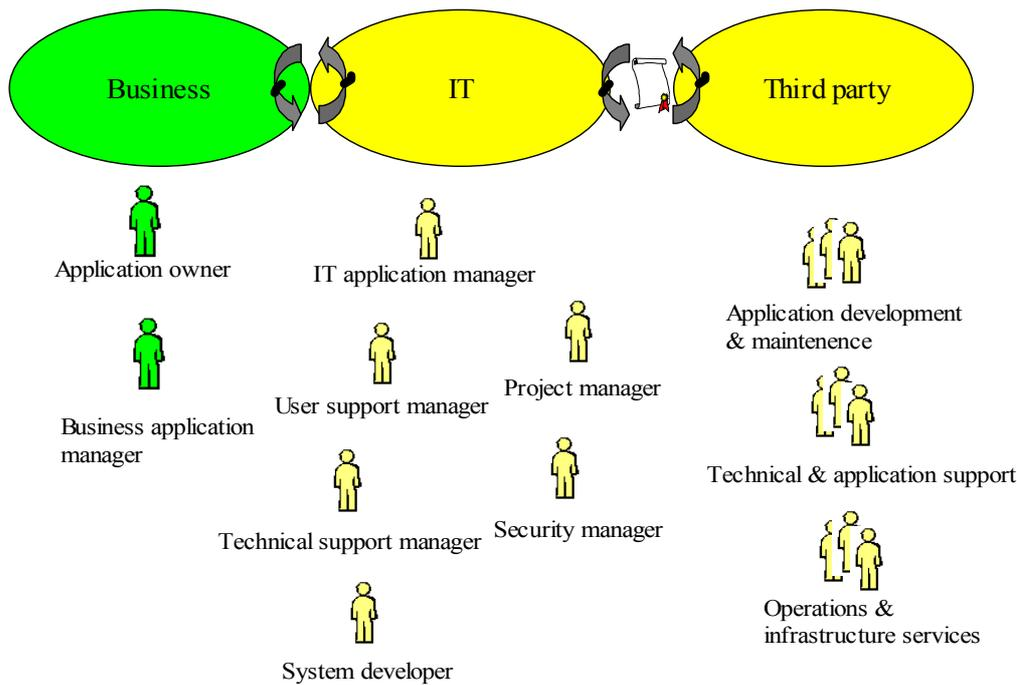 Business
IT
Third party
Application owner
IT application manager
Application development
& maintenence
Project manager
User support manager
Business application
manager
Technical & application support
Security manager
Technical support manager
Operations &
infrastructure services
System developer